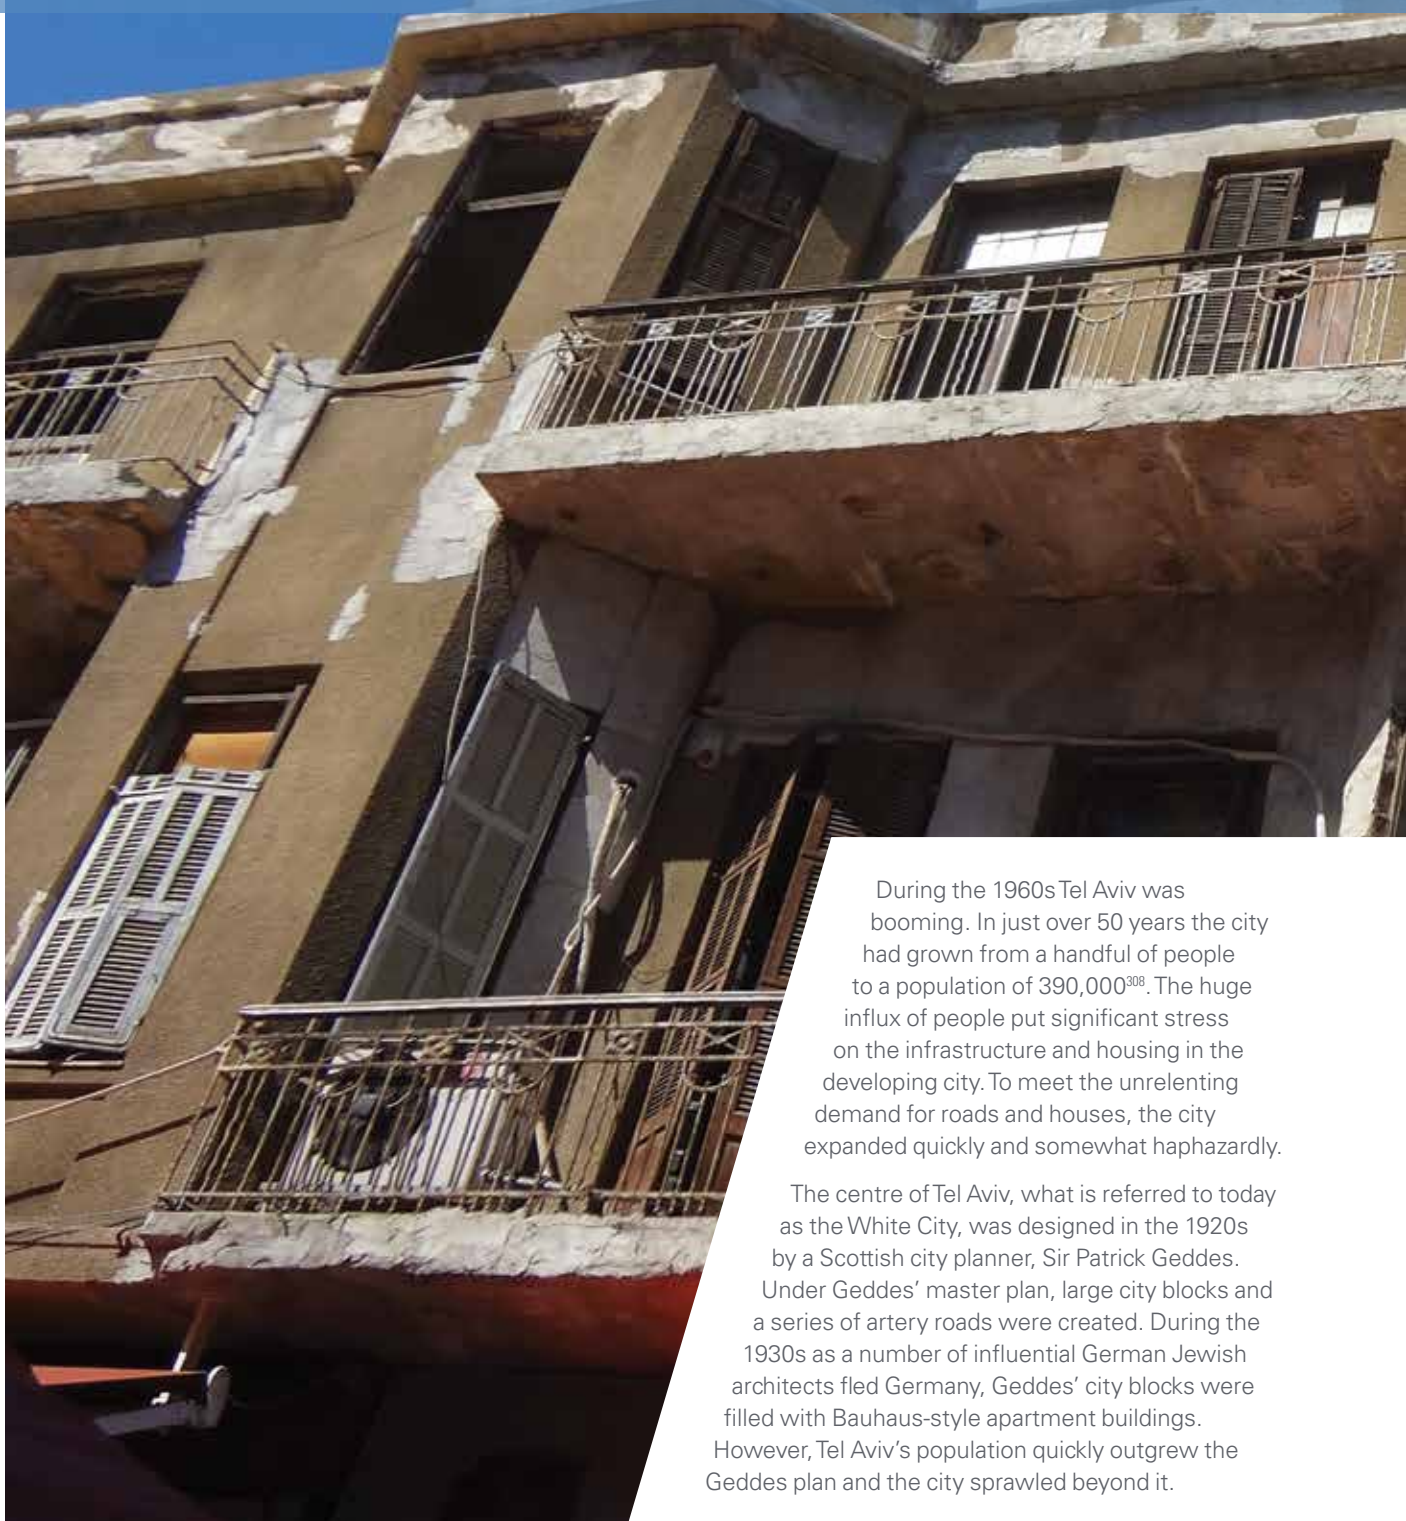 During the 1960s Tel Aviv was
booming. In just over 50 years the city
had grown from a handful of people
to a population of 390,000³⁰⁸. The huge
influx of people put significant stress
on the infrastructure and housing in the
developing city. To meet the unrelenting
demand for roads and houses, the city
expanded quickly and somewhat haphazardly.
The centre of Tel Aviv, what is referred to today
as the White City, was designed in the 1920s
by a Scottish city planner, Sir Patrick Geddes.
Under Geddes’ master plan, large city blocks and
a series of artery roads were created. During the
1930s as a number of influential German Jewish
architects fled Germany, Geddes’ city blocks were
filled with Bauhaus-style apartment buildings.
However, Tel Aviv’s population quickly outgrew the
Geddes plan and the city sprawled beyond it.